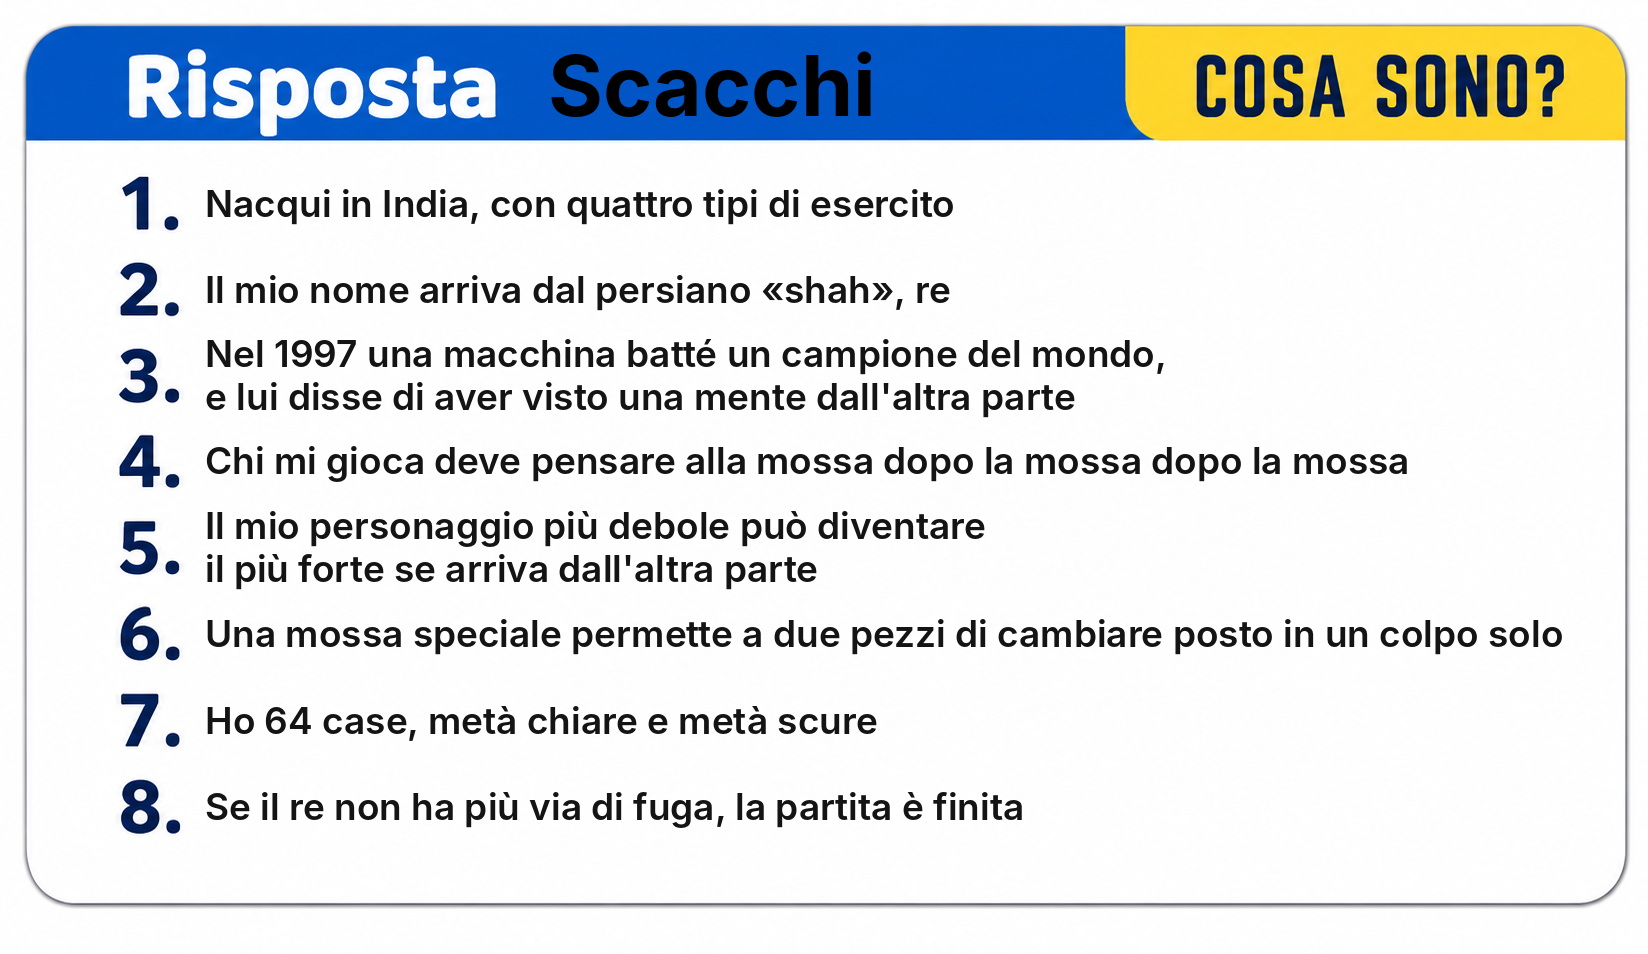 Risposta Scacchi
COSA SONO?
1. Nacqui in India, con quattro tipi di esercito
2. Il mio nome arriva dal persiano «shah», re
3. Nel 1997 una macchina batté un campione del mondo,
e lui disse di aver visto una mente dall'altra parte
4. Chi mi gioca deve pensare alla mossa dopo la mossa dopo la mossa
5. Il mio personaggio più debole può diventare
il più forte se arriva dall'altra parte
6. Una mossa speciale permette a due pezzi di cambiare posto in un colpo solo
7. Ho 64 case, metà chiare e metà scure
8. Se il re non ha più via di fuga, la partita è finita